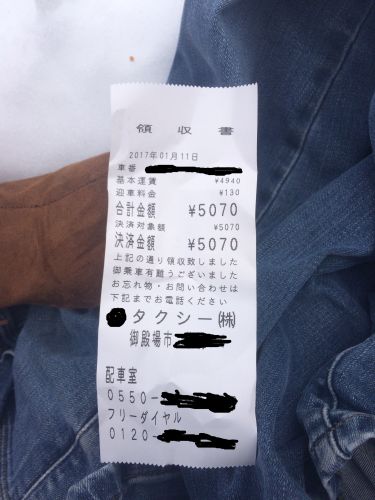 領収書
2017年01月11日
車番
基本運賃 ¥4940
迎車料金 ¥130
合計金額 ¥5070
決済対象額 ¥5070
決済金額 ¥5070
上記の通り領収致しました
御乗車有難うございました
お忘れ物・お問い合わせは
下記までお電話ください
タクシー㈱
御殿場市
配車室
0550-
フリーダイヤル
0120-